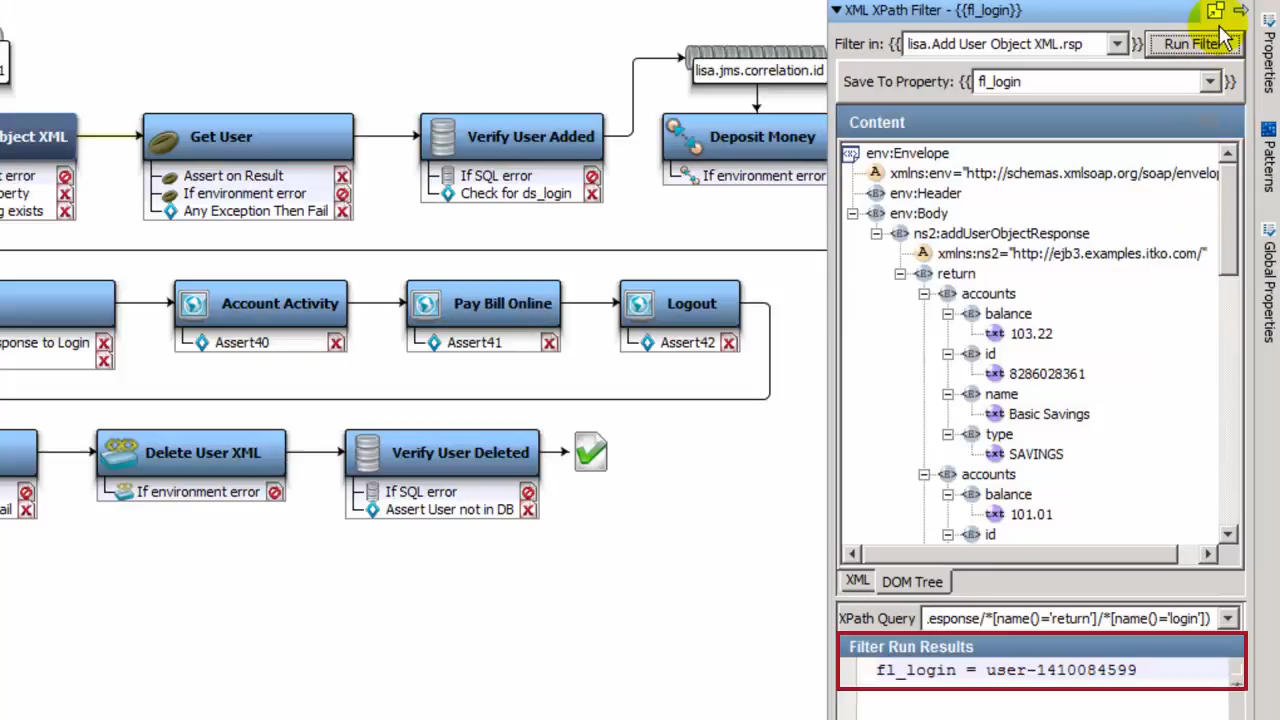 1
lisa.jms.correlation.id
bject XML
t error
perty
g exists
Get User
Assert on Result
If environment error
Any Exception Then Fail
Verify User Added
If SQL error
Check for ds_login
Deposit Money
If environment error
ponse to Login
Account Activity
Assert40
Pay Bill Online
Assert41
Logout
Assert42
ail
Delete User XML
If environment error
Verify User Deleted
If SQL error
Assert User not in DB
XML XPath Filter - {{fl_login}}
Filter in: {{ lisa.Add User Object XML.rsp }} Run Filter
Save To Property: {{ fl_login }}
Content
env:Envelope
A xmlns:env="http://schemas.xmlsoap.org/soap/envelo
env:Header
env:Body
ns2:addUserObjectResponse
A xmlns:ns2="http://ejb3.examples.itko.com/"
return
accounts
balance
txt 103.22
id
txt 8286028361
name
txt Basic Savings
type
txt SAVINGS
accounts
balance
txt 101.01
id
XML DOM Tree
XPath Query .esponse/*[name()='return']/*[name()='login'])
Filter Run Results
fl_login = user-1410084599
Properties
Patterns
Global Properties